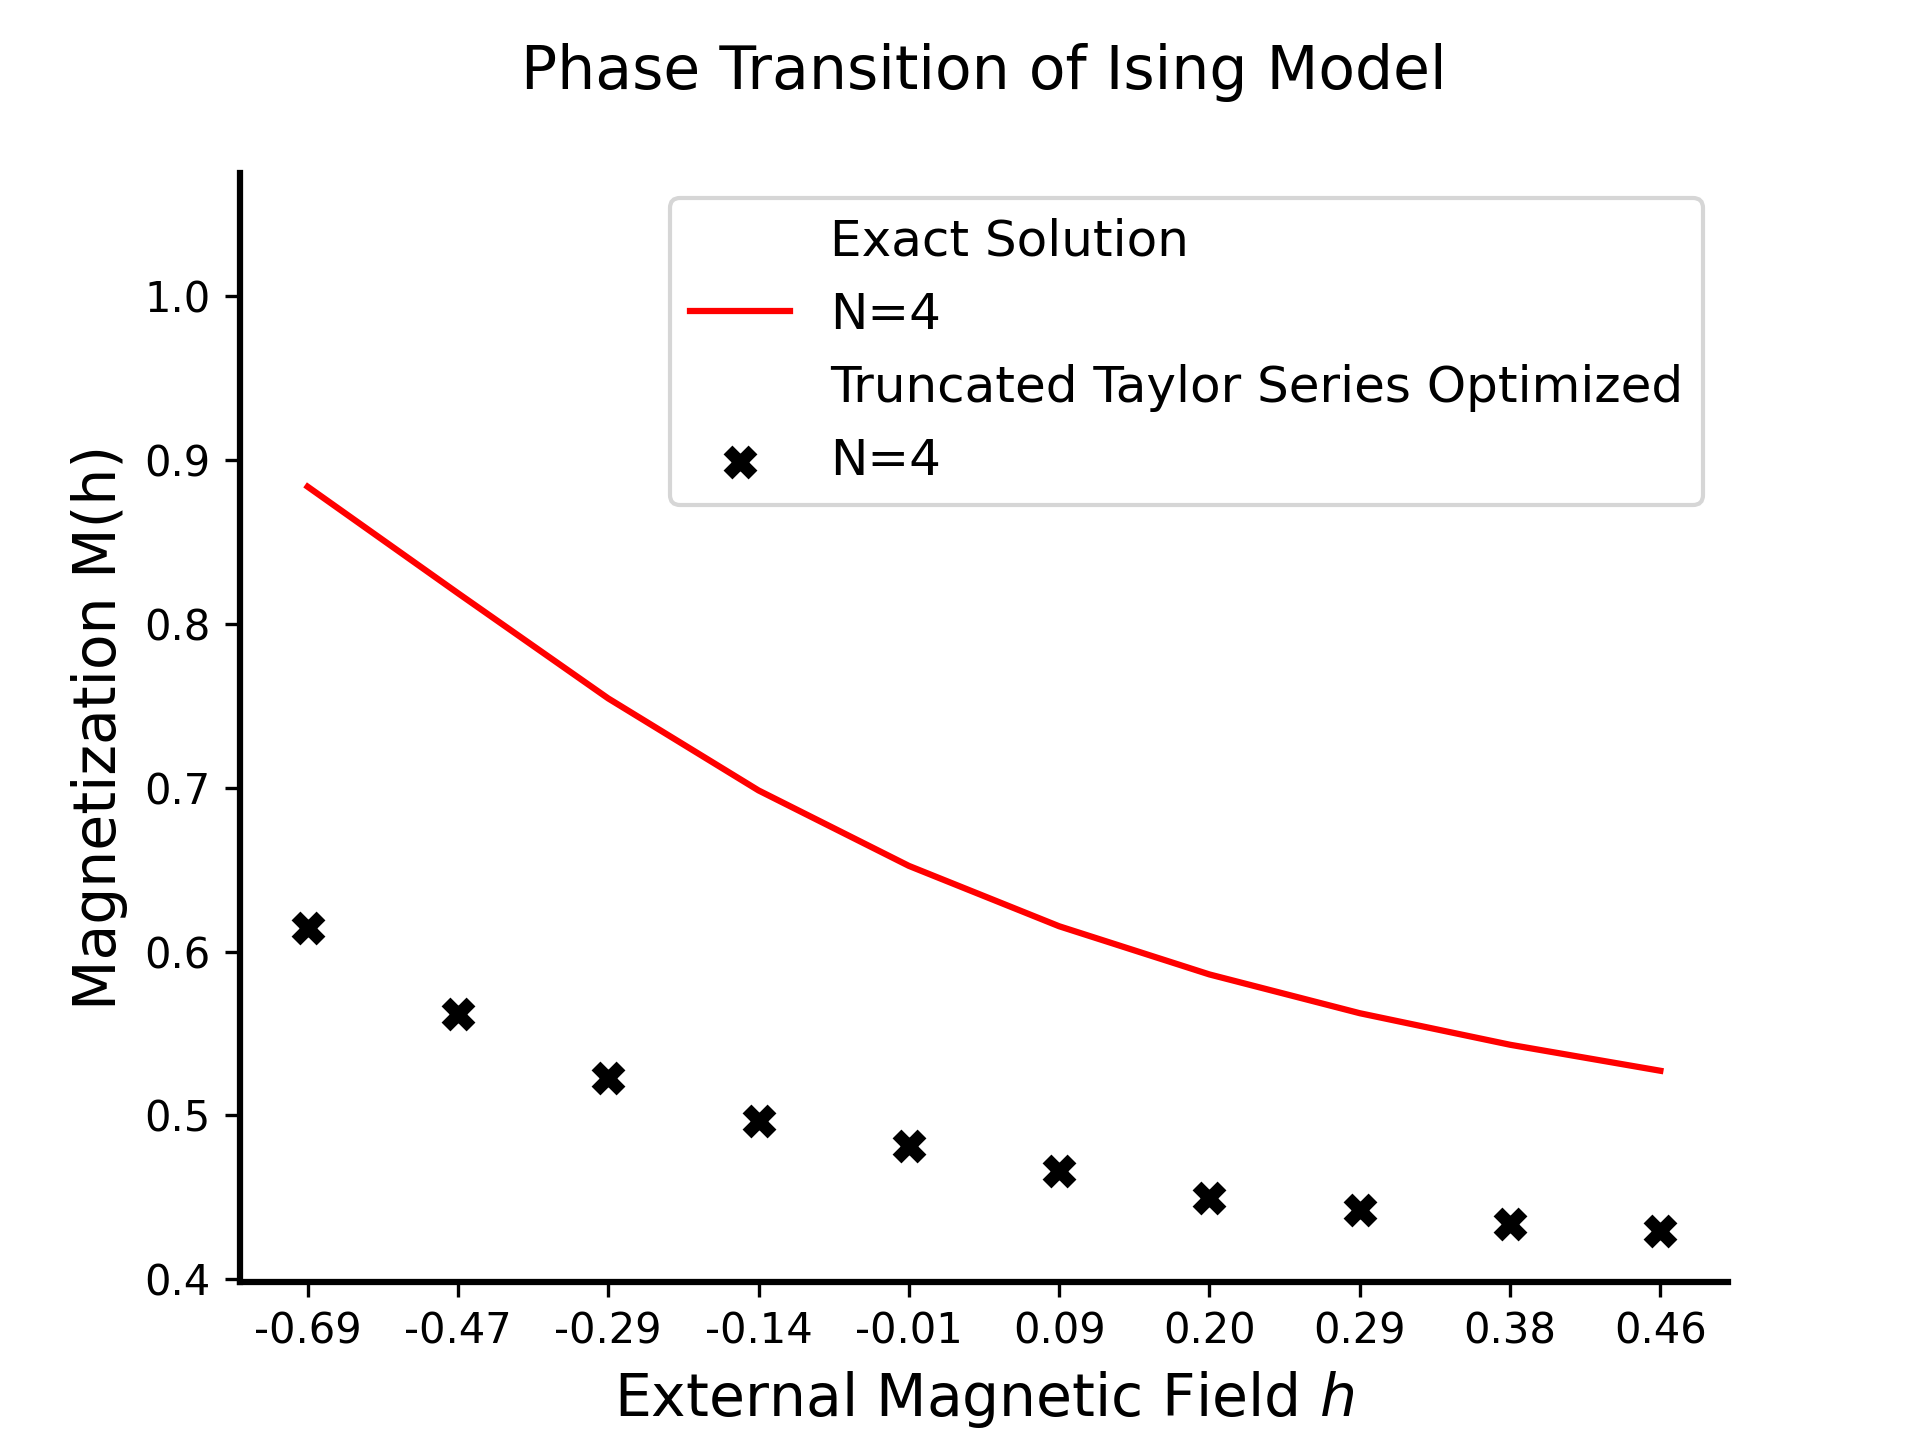 Phase Transition of Ising Model
Exact Solution
N=4
Truncated Taylor Series Optimized
N=4
Magnetization M(h)
1.0
0.9
0.8
0.7
0.6
0.5
0.4
-0.69 -0.47 -0.29 -0.14 -0.01 0.09 0.20 0.29 0.38 0.46
External Magnetic Field h